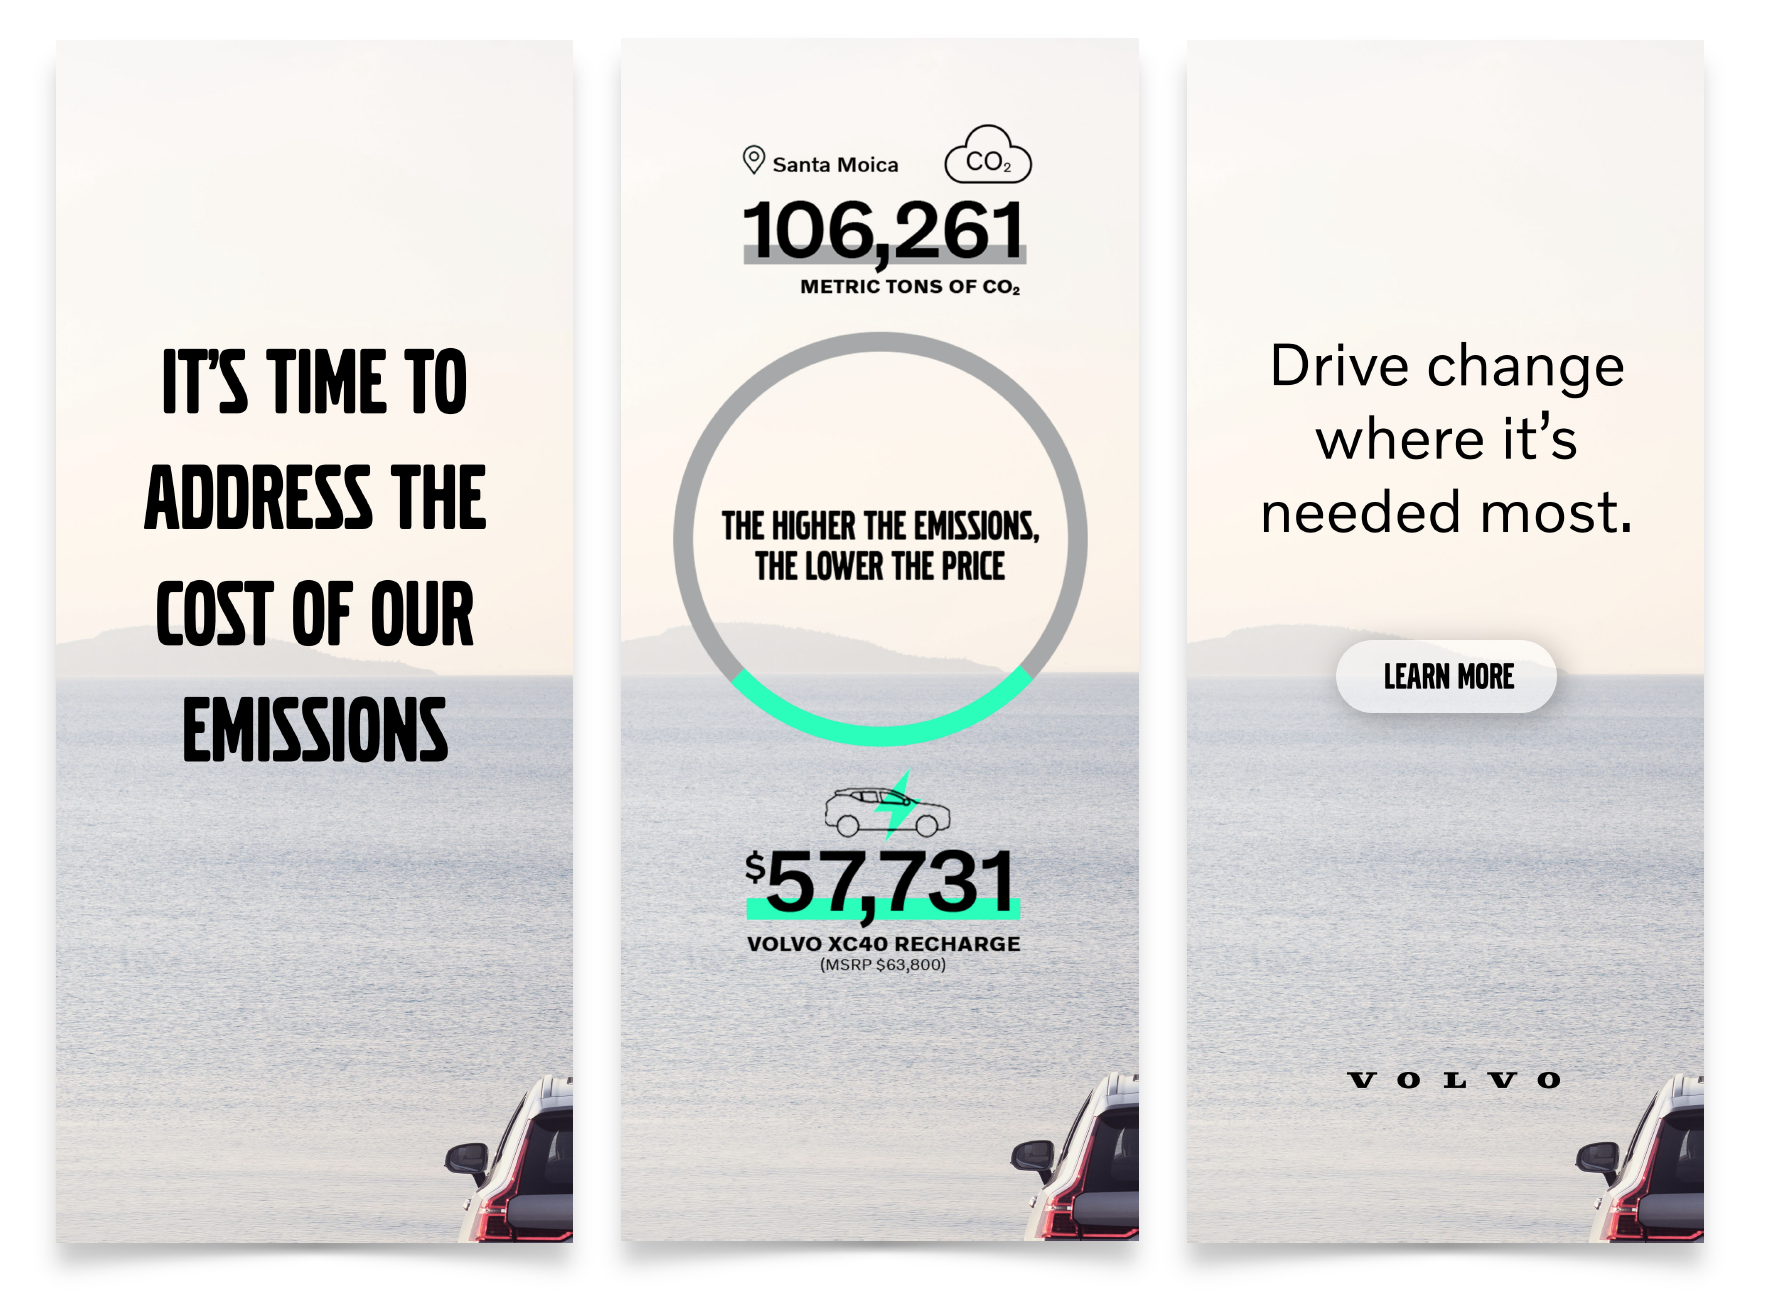 IT'S TIME TO
ADDRESS THE
COST OF OUR
EMISSIONS
Santa Moica
CO₂
106,261
METRIC TONS OF CO₂
THE HIGHER THE EMISSIONS,
THE LOWER THE PRICE
$57,731
VOLVO XC40 RECHARGE
(MSRP $63,800)
Drive change
where it's
needed most.
LEARN MORE
VOLVO